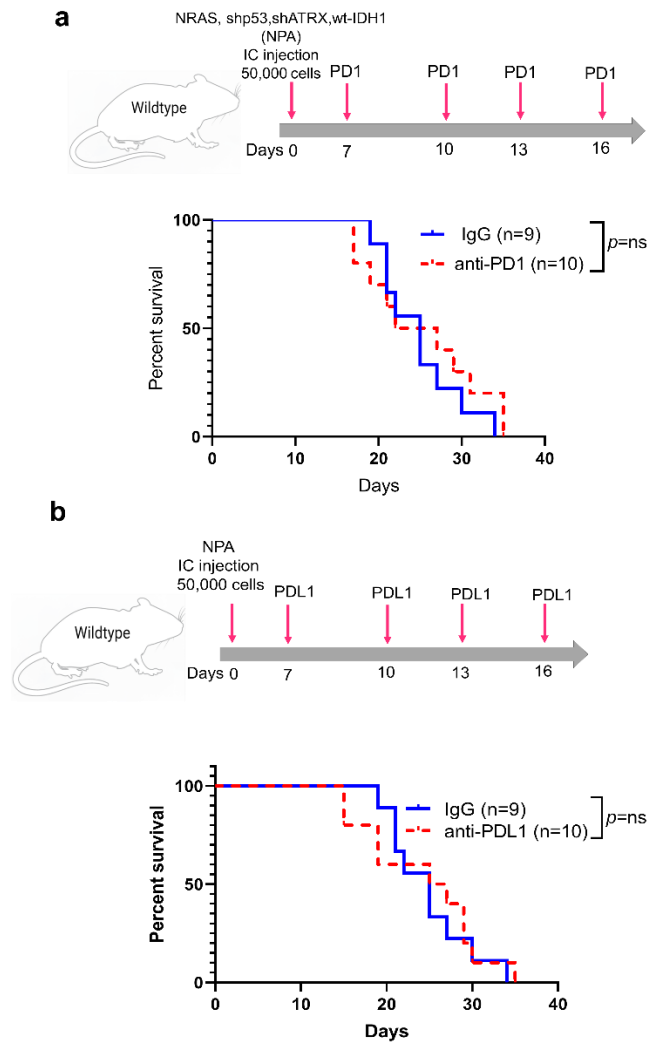 a
NRAS, shp53,shATRX,wt-IDH1
(NPA)
IC injection
50,000 cells
PD1
PD1
PD1
PD1
Wildtype
Days 0 7 10 13 16
100
50
0
Percent survival
IgG (n=9)
anti-PD1 (n=10)
p=ns
0 10 20 30 40
Days
b
NPA
IC injection
50,000 cells
PDL1
PDL1
PDL1
PDL1
Wildtype
Days 0 7 10 13 16
100
50
0
Percent survival
IgG (n=9)
anti-PDL1 (n=10)
p=ns
0 10 20 30 40
Days